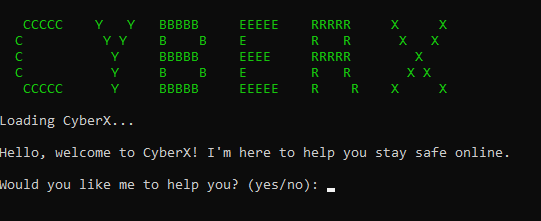 CCCCC    Y   Y   BBBBB     EEEEE    RRRRR     X     X
 C          Y Y    B    B    E        R   R      X   X
 C           Y     BBBBB     EEEE     RRRRR        X
 C           Y     B    B    E        R   R       X X
  CCCCC      Y     BBBBB     EEEEE    R    R    X     X
Loading CyberX...
Hello, welcome to CyberX! I'm here to help you stay safe online.
Would you like me to help you? (yes/no):